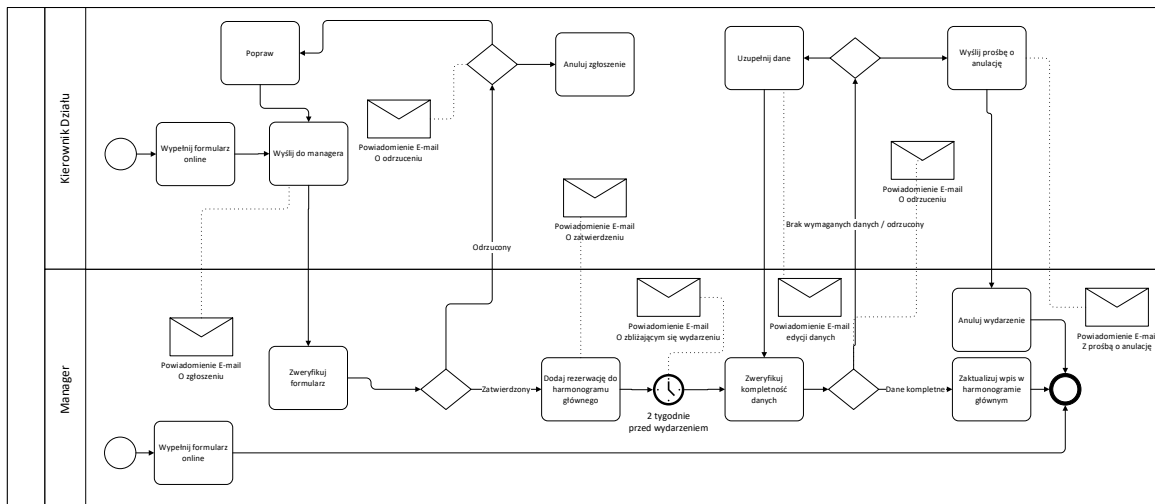 Kierownik Działu
Popraw
Anuluj zgłoszenie
Uzupełnij dane
Wyślij prośbę o
anulację
Wypełnij formularz
online
Wyślij do managera
Powiadomienie E-mail
O odrzuceniu
Powiadomienie E-mail
O zatwierdzeniu
Powiadomienie E-mail
O odrzuceniu
Odrzucony
Brak wymaganych danych / odrzucony
Manager
Powiadomienie E-mail
O zgłoszeniu
Zweryfikuj
formularz
Zatwierdzony
Dodaj rezerwację do
harmonogramu
głównego
Powiadomienie E-mail
O zbliżającym się wydarzeniu
2 tygodnie
przed wydarzeniem
Powiadomienie E-mail
edycji danych
Zweryfikuj
kompletność
danych
Dane kompletne
Anuluj wydarzenie
Zaktualizuj wpis w
harmonogramie
głównym
Powiadomienie E-mail
Z prośbą o anulację
Wypełnij formularz
online